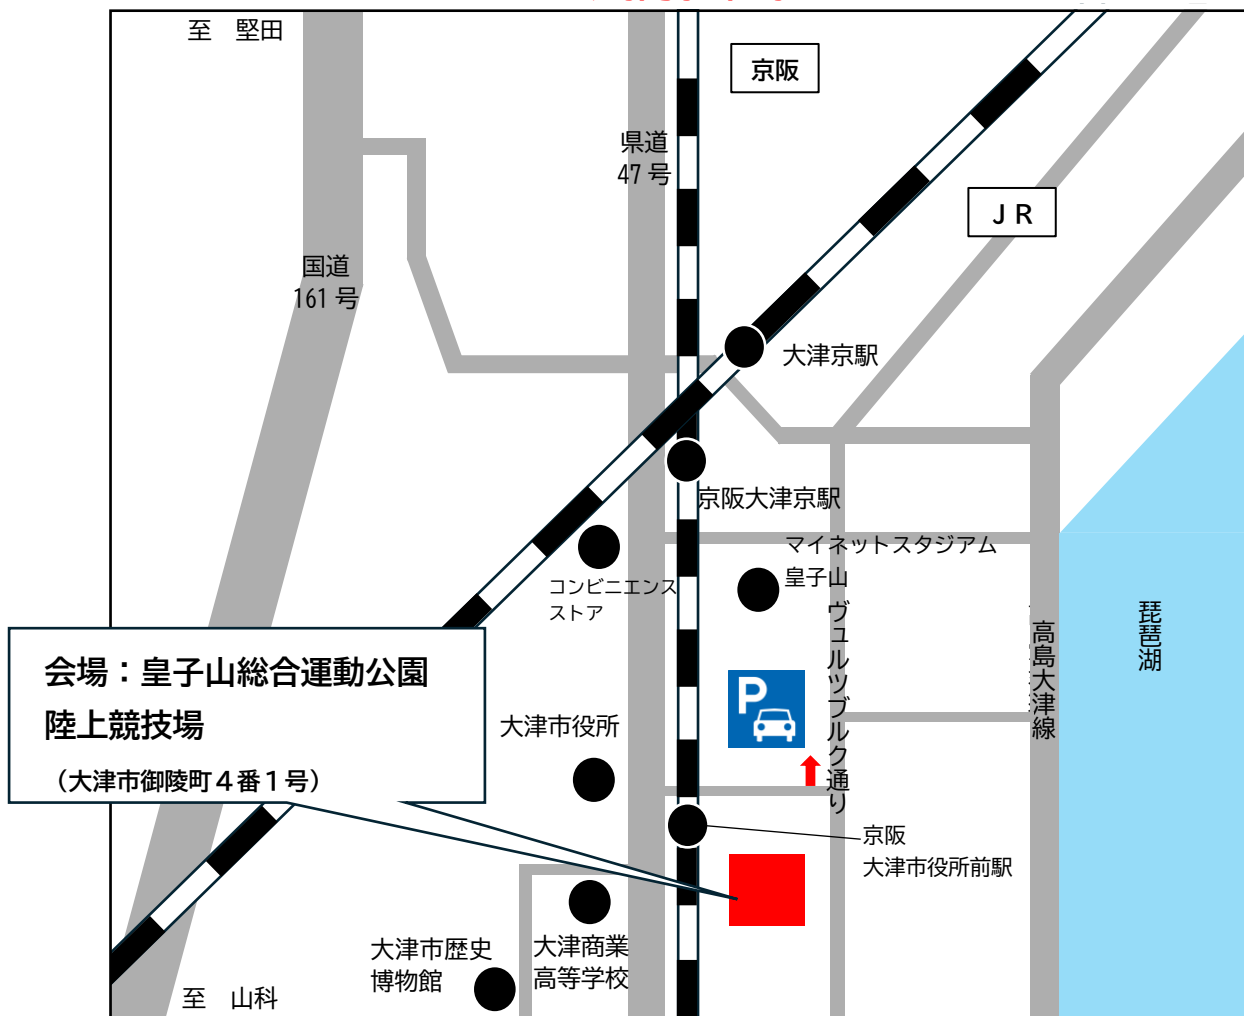 至　堅田
京阪
県道
47号
ＪＲ
国道
161号
大津京駅
京阪大津京駅
マイネットスタジアム
皇子山
コンビニエンス
ストア
ヴュルツブルク通り
高島大津線
琵琶湖
会場：皇子山総合運動公園
陸上競技場
（大津市御陵町４番１号）
P
大津市役所
京阪
大津市役所前駅
大津市歴史
博物館
大津商業
高等学校
至　山科